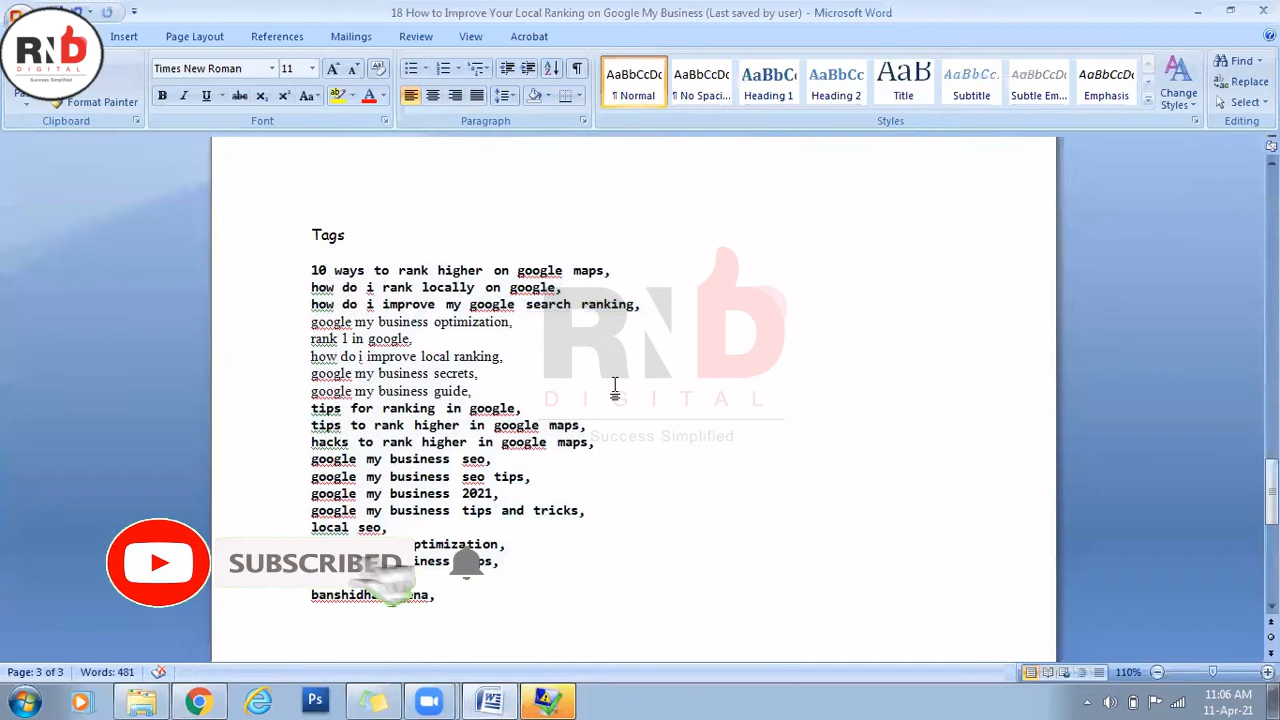 18 How to Improve Your Local Ranking on Google My Business (Last saved by user) - Microsoft Word
RND
DIGITAL
Success Simplified
Insert Page Layout References Mailings Review View Acrobat
Times New Roman 11
Format Painter
Clipboard
Font
Paragraph
AaBbCcDc AaBbCcDc AaBbC AaBbCc AaBbCc. AaBbCcDc AaBbCcDc
¶ Normal ¶ No Spaci... Heading 1 Heading 2 Title Subtitle Subtle Em... Emphasis
Styles
Change
Styles
Find
Replace
Select
Editing
Tags
10 ways to rank higher on google maps,
how do i rank locally on google,
how do i improve my google search ranking,
google my business optimization,
rank 1 in google,
how do i improve local ranking,
google my business secrets,
google my business guide,
tips for ranking in google,
tips to rank higher in google maps,
hacks to rank higher in google maps,
google my business seo,
google my business seo tips,
google my business 2021,
google my business tips and tricks,
local seo,
RND
DIGITAL
Success Simplified
SUBSCRIBED
Page: 3 of 3 Words: 481 110%
Ps
11:06 AM
11-Apr-21